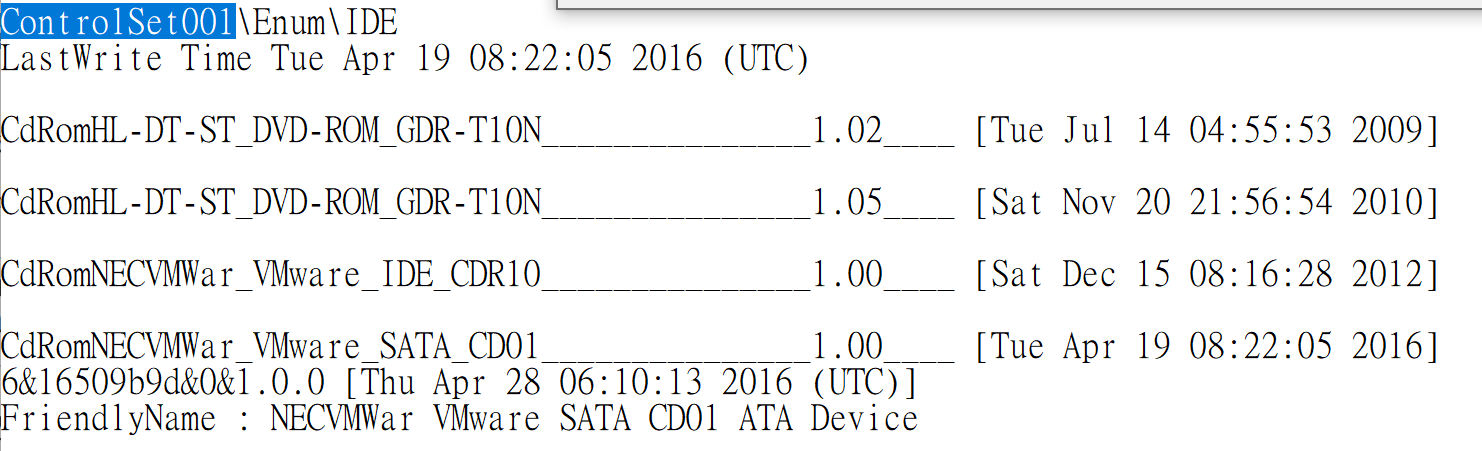 ControlSet001\Enum\IDE
LastWrite Time Tue Apr 19 08:22:05 2016 (UTC)
CdRomHL-DT-ST_DVD-ROM_GDR-T10N_______________1.02____ [Tue Jul 14 04:55:53 2009]
CdRomHL-DT-ST_DVD-ROM_GDR-T10N_______________1.05____ [Sat Nov 20 21:56:54 2010]
CdRomNECVMWar_VMware_IDE_CDR10_______________1.00____ [Sat Dec 15 08:16:28 2012]
CdRomNECVMWar_VMware_SATA_CD01_______________1.00____ [Tue Apr 19 08:22:05 2016]
6&16509b9d&0&1.0.0 [Thu Apr 28 06:10:13 2016 (UTC)]
FriendlyName : NECVMWar VMware SATA CD01 ATA Device